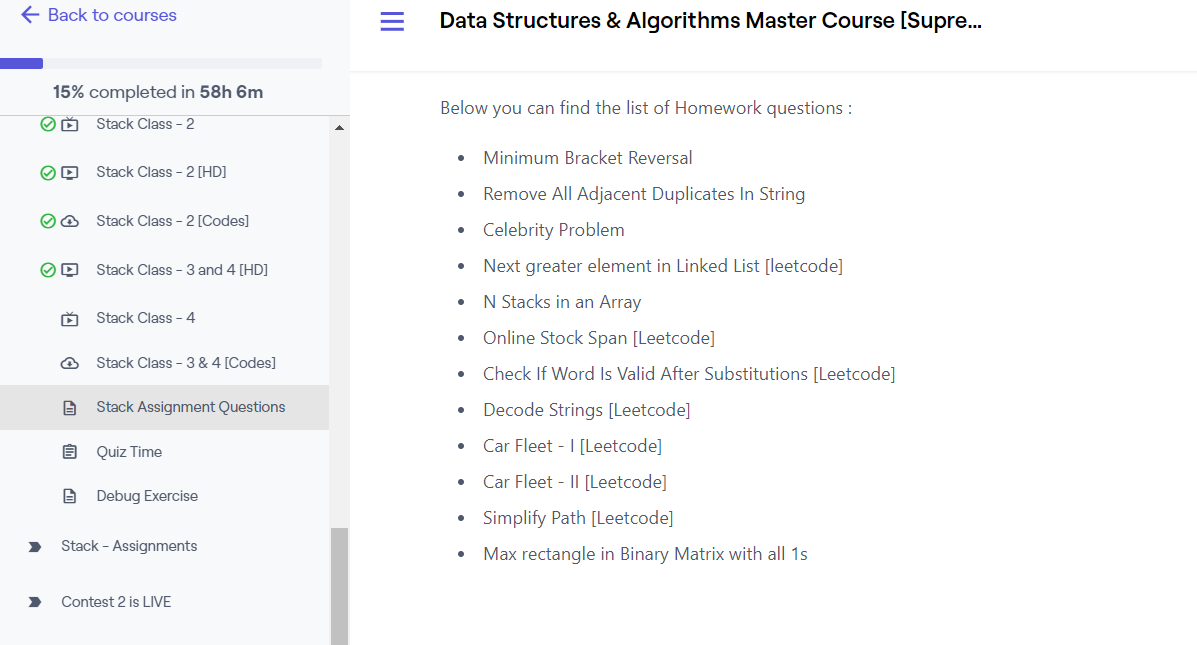 Back to courses
15% completed in 58h 6m
Stack Class - 2
Stack Class - 2 [HD]
Stack Class - 2 [Codes]
Stack Class - 3 and 4 [HD]
Stack Class - 4
Stack Class - 3 & 4 [Codes]
Stack Assignment Questions
Quiz Time
Debug Exercise
Stack - Assignments
Contest 2 is LIVE
Data Structures & Algorithms Master Course [Supre...
Below you can find the list of Homework questions :
Minimum Bracket Reversal
Remove All Adjacent Duplicates In String
Celebrity Problem
Next greater element in Linked List [leetcode]
N Stacks in an Array
Online Stock Span [Leetcode]
Check If Word Is Valid After Substitutions [Leetcode]
Decode Strings [Leetcode]
Car Fleet - I [Leetcode]
Car Fleet - II [Leetcode]
Simplify Path [Leetcode]
Max rectangle in Binary Matrix with all 1s